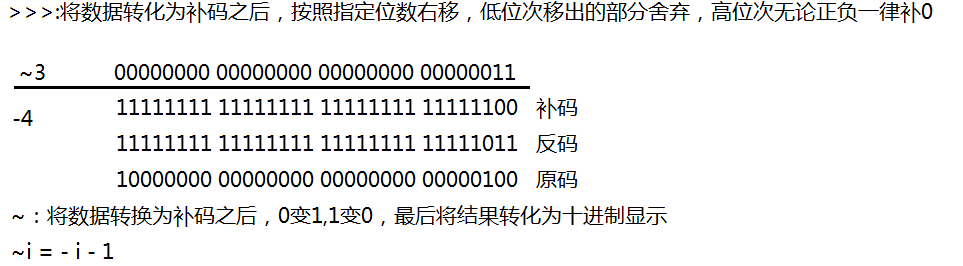 >>>:将数据转化为补码之后，按照指定位数右移，低位次移出的部分舍弃，高位次无论正负一律补0
~3 00000000 00000000 00000000 00000011
-4 11111111 11111111 11111111 11111100 补码
11111111 11111111 11111111 11111011 反码
10000000 00000000 00000000 00000100 原码
~：将数据转换为补码之后，0变1,1变0，最后将结果转化为十进制显示
~i = - i - 1